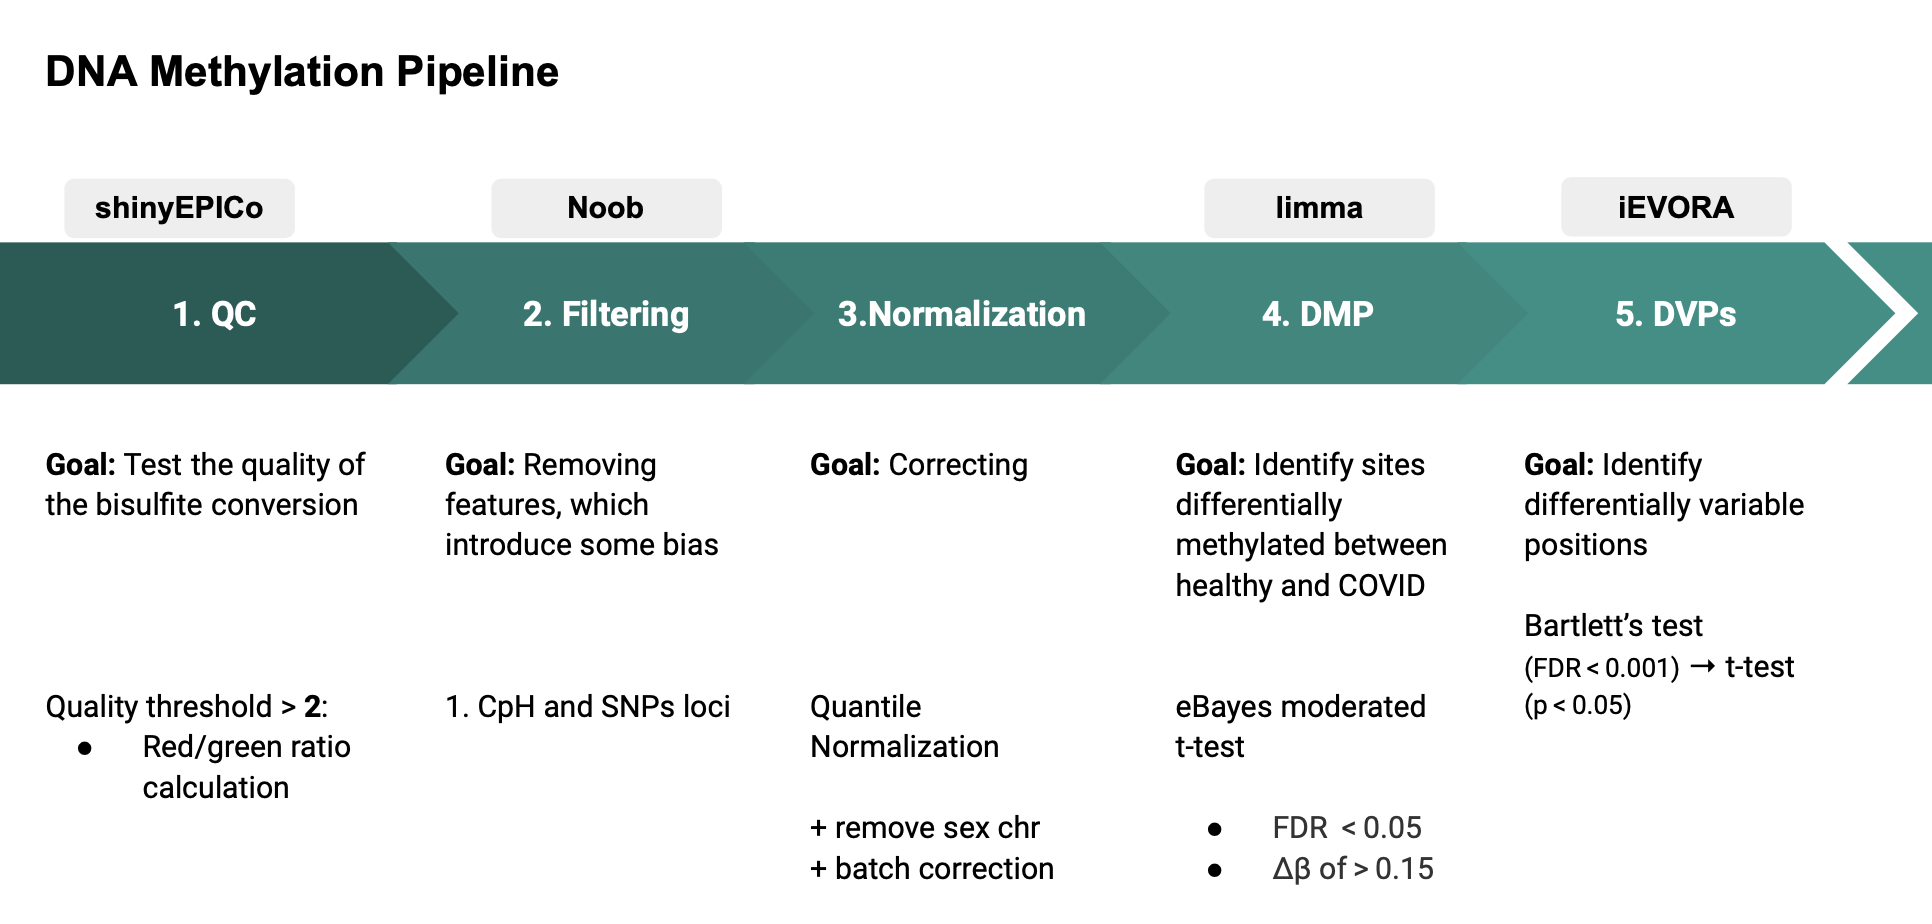 DNA Methylation Pipeline
shinyEPICo
Noob
limma
iEVORA
1. QC
2. Filtering
3.Normalization
4. DMP
5. DVPs
Goal: Test the quality of
the bisulfite conversion
Quality threshold > 2:
● Red/green ratio
calculation
Goal: Removing
features, which
introduce some bias
1. CpH and SNPs loci
Goal: Correcting
Quantile
Normalization
+ remove sex chr
+ batch correction
Goal: Identify sites
differentially
methylated between
healthy and COVID
eBayes moderated
t-test
● FDR < 0.05
● Δβ of > 0.15
Goal: Identify
differentially variable
positions
Bartlett’s test
(FDR < 0.001) → t-test
(p < 0.05)